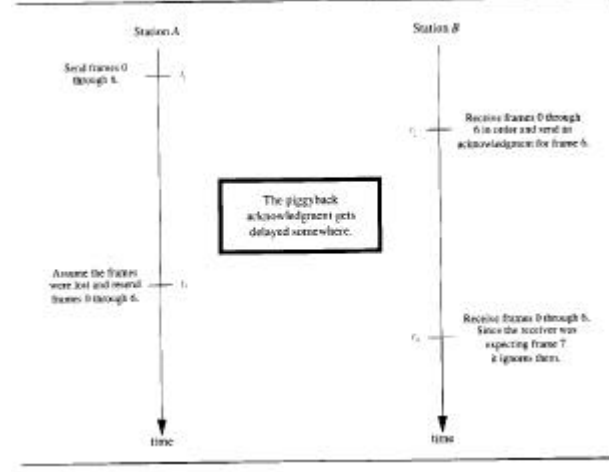 Station A
Station B
Send frames 0
through 6.
Receive frames 0 through
6 in order and send an
acknowledgment for frame 6.
The piggyback
acknowledgment gets
delayed somewhere.
Assume the frames
were lost and resend
frames 0 through 6.
Receive frames 0 through 6.
Since the receiver was
expecting frame 7
it ignores them.
time
time